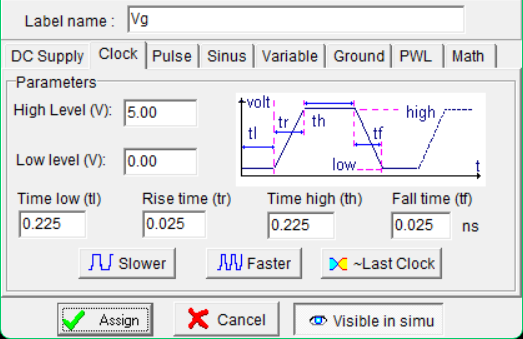 Label name : Vg
DC Supply Clock Pulse Sinus Variable Ground PWL Math
Parameters
High Level (V): 5.00
Low level (V): 0.00
volt
tl tr th tf high
low
t
Time low (tl) Rise time (tr) Time high (th) Fall time (tf)
0.225 0.025 0.225 0.025 ns
Slower Faster ~Last Clock
Assign Cancel Visible in simu